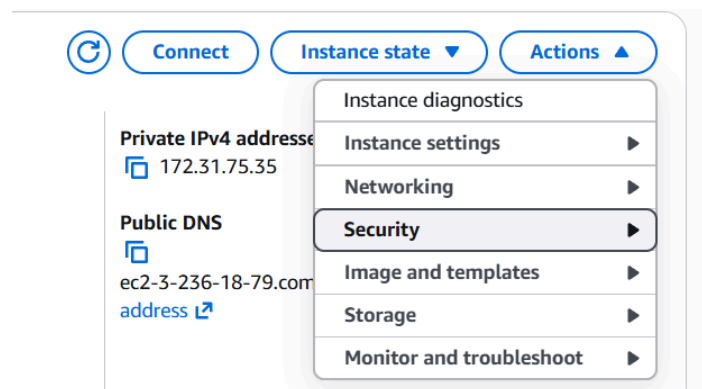 Connect
Instance state
Actions
Instance diagnostics
Private IPv4 addresse
Instance settings
172.31.75.35
Networking
Public DNS
Security
ec2-3-236-18-79.com
Image and templates
address
Storage
Monitor and troubleshoot